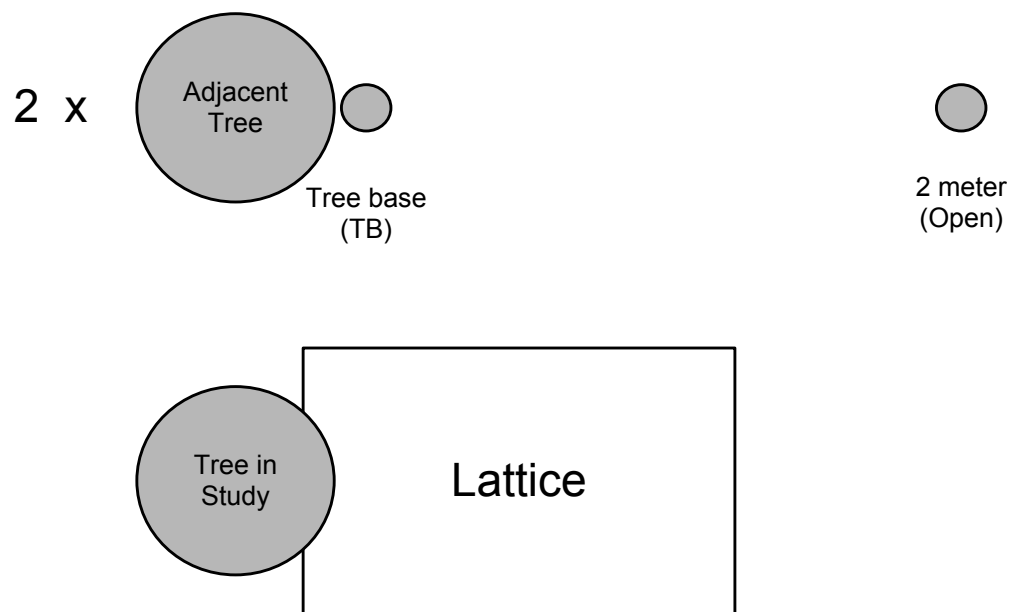 2 x
Adjacent
Tree
Tree base
(TB)
2 meter
(Open)
Tree in
Study
Lattice